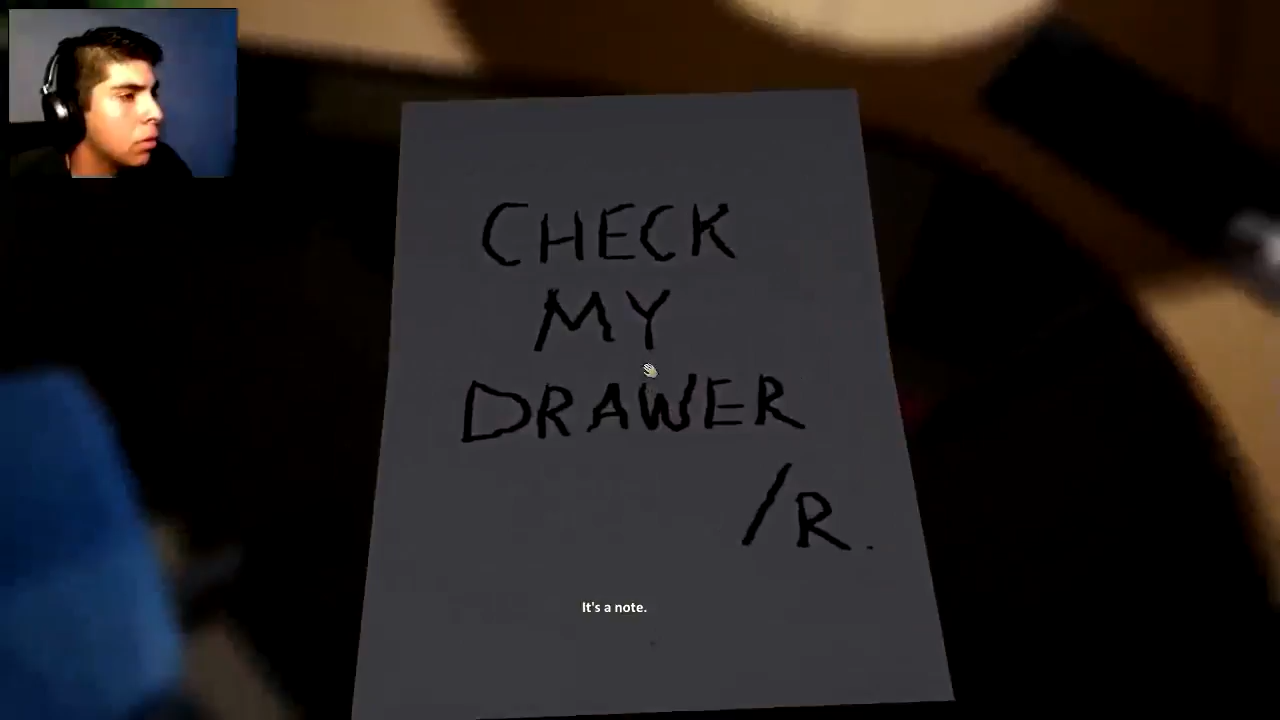 CHECK
MY
DRAWER
/R.
It's a note.